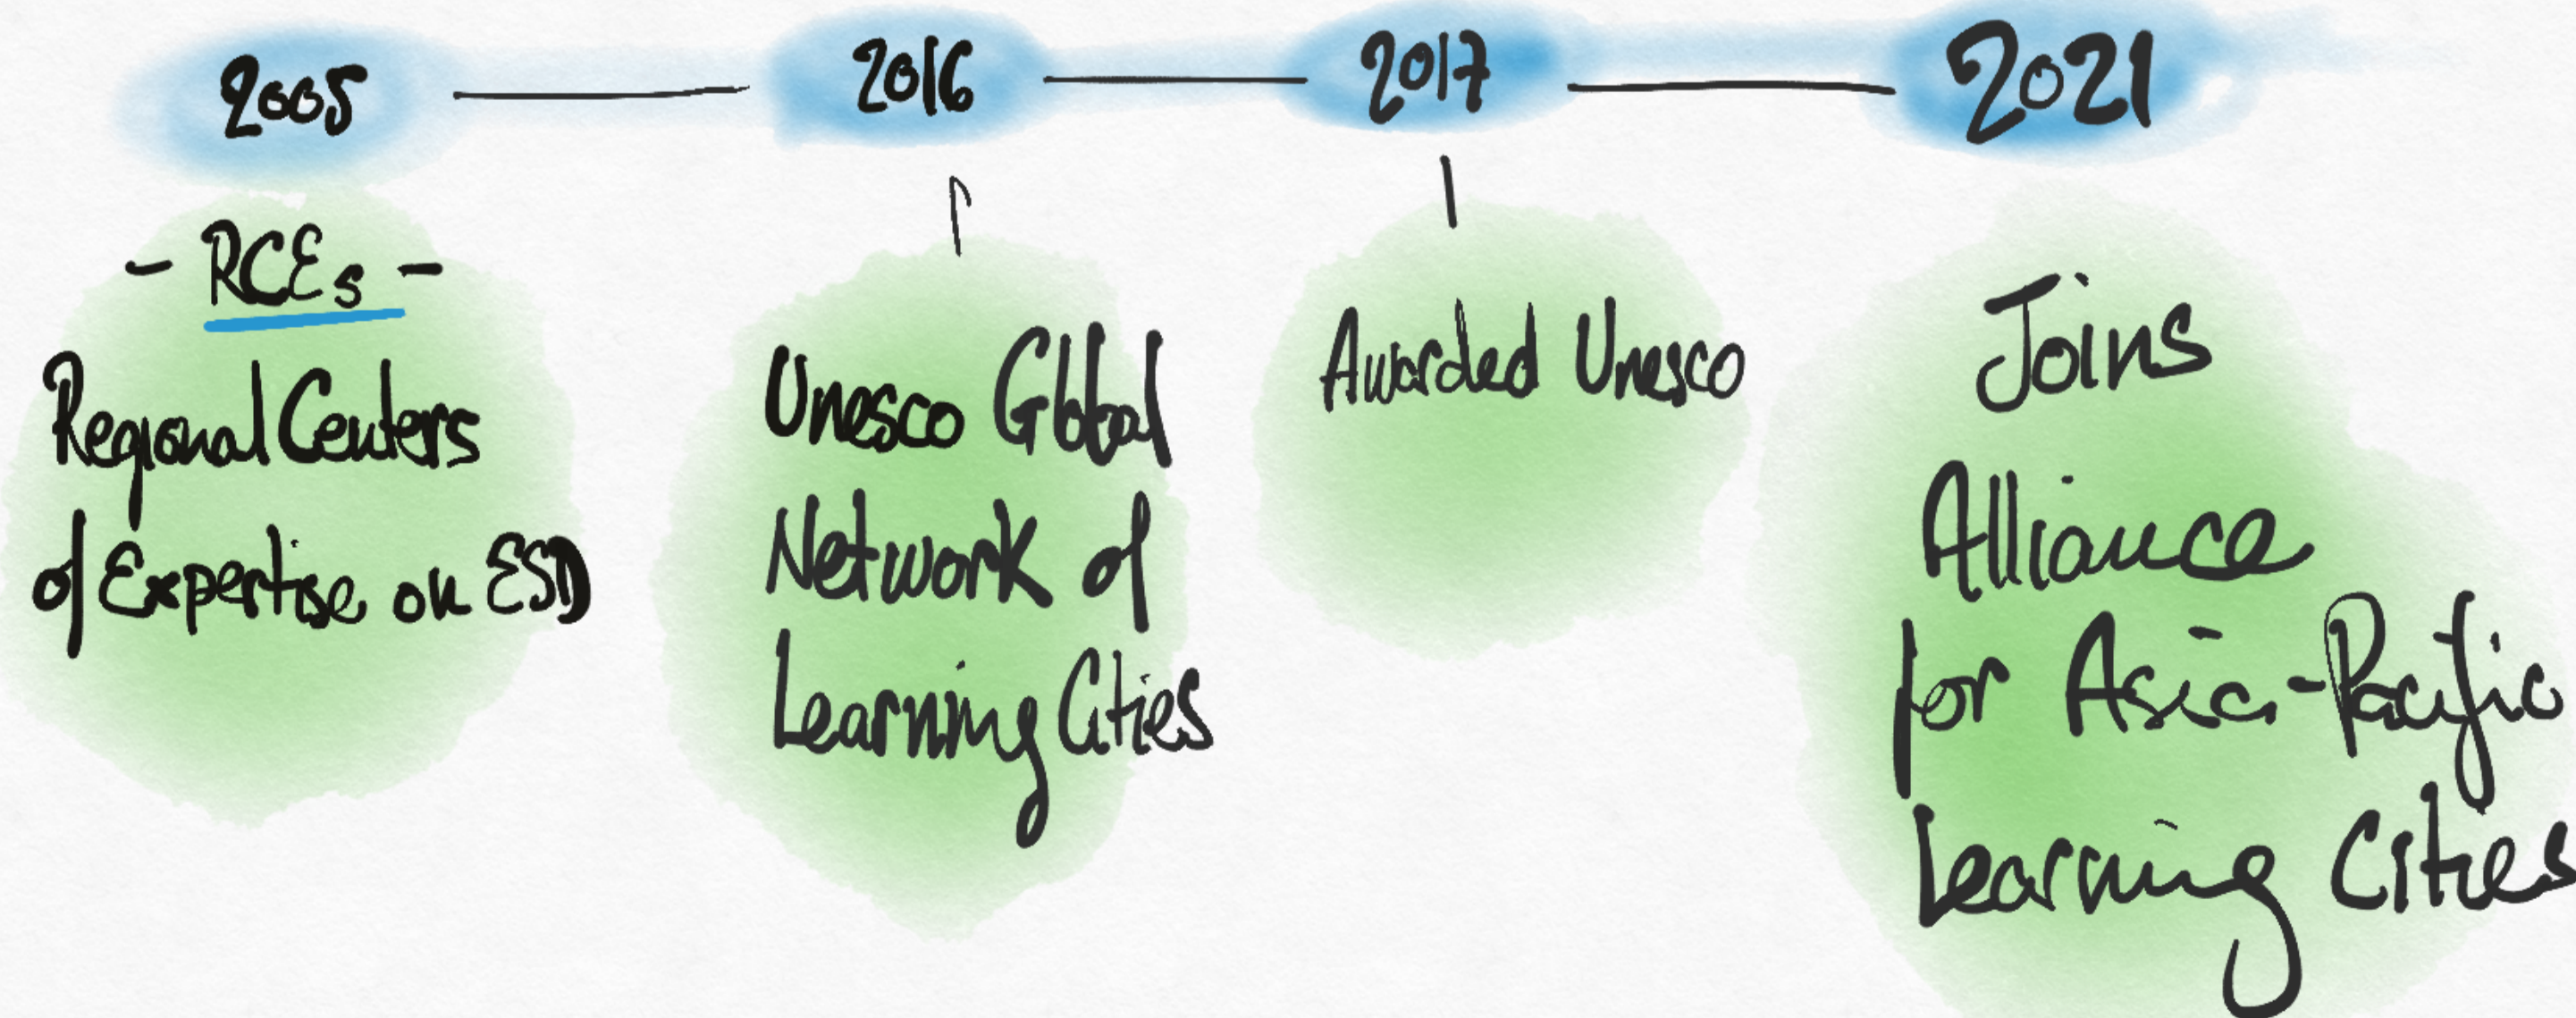 2005
2016
2017
2021
- RCEs -
Regional Centers
of Expertise on ESD
Unesco Global
Network of
Learning Cities
Awarded Unesco
Joins
Alliance
for Asia-Pacific
Learning Cities